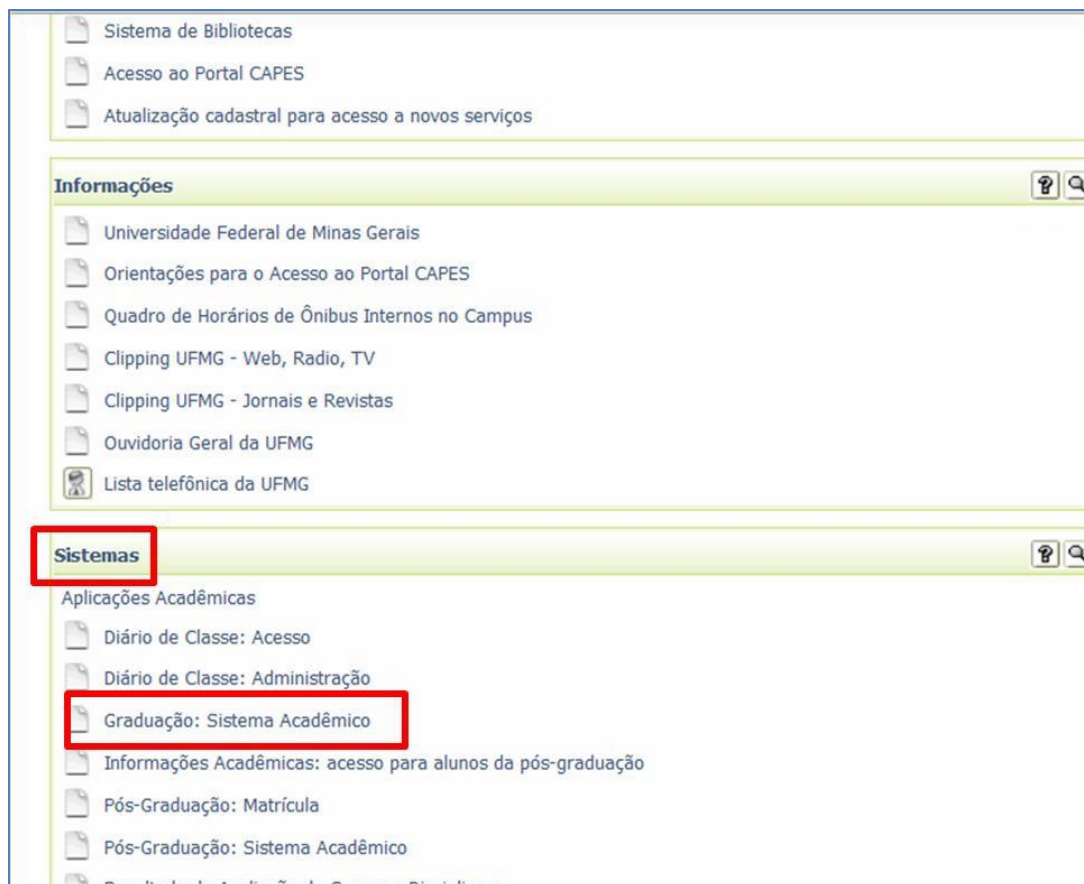 Sistema de Bibliotecas
Acesso ao Portal CAPES
Atualização cadastral para acesso a novos serviços
Informações
Universidade Federal de Minas Gerais
Orientações para o Acesso ao Portal CAPES
Quadro de Horários de Ônibus Internos no Campus
Clipping UFMG - Web, Radio, TV
Clipping UFMG - Jornais e Revistas
Ouvidoria Geral da UFMG
Lista telefônica da UFMG
Sistemas
Aplicações Acadêmicas
Diário de Classe: Acesso
Diário de Classe: Administração
Graduação: Sistema Acadêmico
Informações Acadêmicas: acesso para alunos da pós-graduação
Pós-Graduação: Matrícula
Pós-Graduação: Sistema Acadêmico